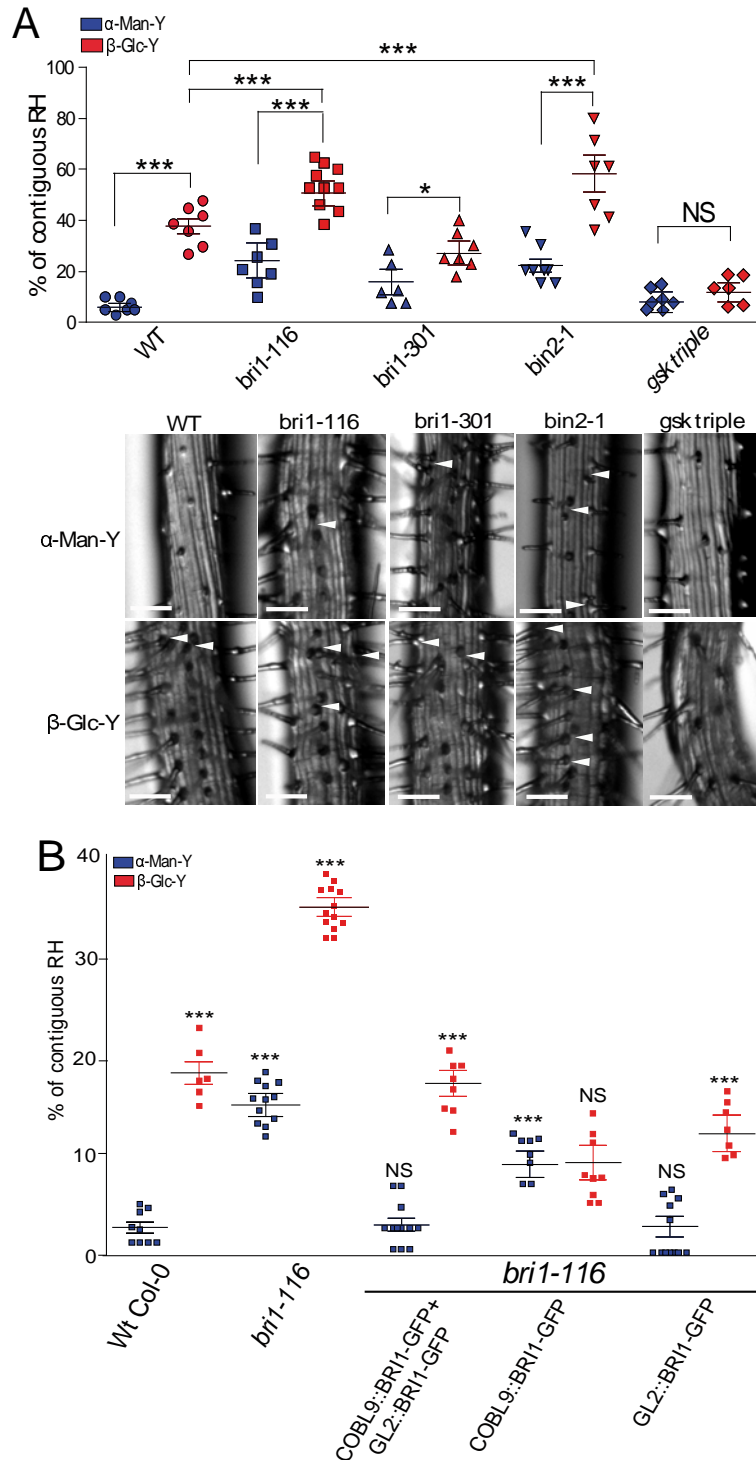 A
α-Man-Y
β-Glc-Y
% of contiguous RH
100
80
60
40
20
0
***
***
***
***
*
***
NS
WT
bri1-116
bri1-301
bin2-1
gsk triple
WT
bri1-116
bri1-301
bin2-1
gsk triple
α-Man-Y
β-Glc-Y
B
α-Man-Y
β-Glc-Y
% of contiguous RH
40
30
20
10
0
***
***
***
NS
***
***
NS
NS
***
Wt Col-0
bri1-116
bri1-116
COBL9::BRI1-GFP+
GL2::BRI1-GFP
COBL9::BRI1-GFP
GL2::BRI1-GFP